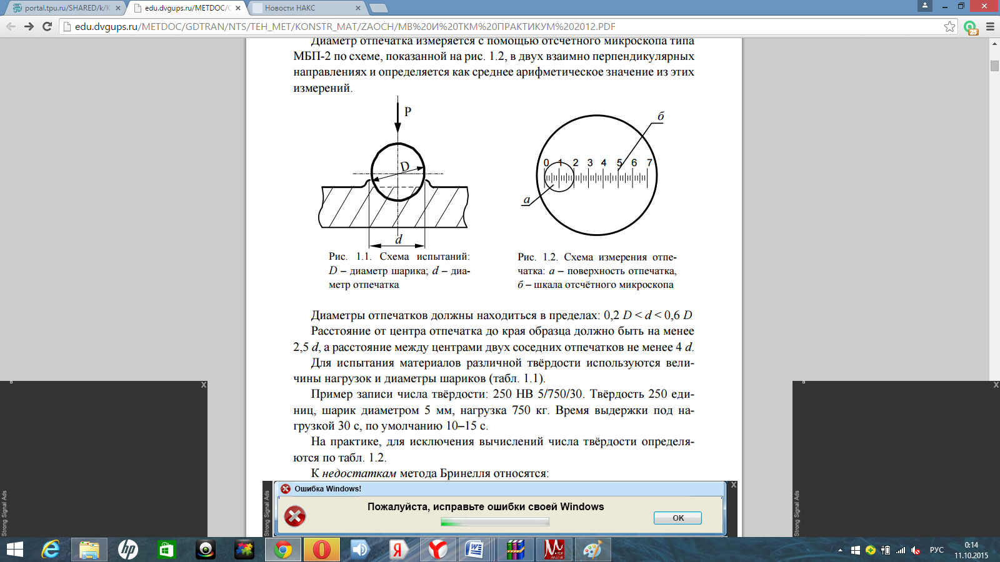 portal.tpu.ru/SHARED/k/K
edu.dvgups.ru/METDOC/
Новости НАКС
edu.dvgups.ru/METDOC/GDTRAN/NTS/TEH_MET/KONSTR_MAT/ZAOCH/МВ%20И%20ТКМ%20ПРАКТИКУМ%202012.PDF
25
Диаметр отпечатка измеряется с помощью отсчетного микроскопа типа
МБП-2 по схеме, показанной на рис. 1.2, в двух взаимно перпендикулярных
направлениях и определяется как среднее арифметическое значение из этих
измерений.
P
D
d
б
0 1 2 3 4 5 6 7
а
Рис. 1.1. Схема испытаний:
D – диаметр шарика; d – диа-
метр отпечатка
Рис. 1.2. Схема измерения отпе-
чатка: а – поверхность отпечатка,
б – шкала отсчётного микроскопа
Диаметры отпечатков должны находиться в пределах: 0,2 D < d < 0,6 D
Расстояние от центра отпечатка до края образца должно быть на менее
2,5 d, а расстояние между центрами двух соседних отпечатков не менее 4 d.
Для испытания материалов различной твёрдости используются вели-
чины нагрузок и диаметры шариков (табл. 1.1).
Пример записи числа твёрдости: 250 НВ 5/750/30. Твёрдость 250 еди-
ниц, шарик диаметром 5 мм, нагрузка 750 кг. Время выдержки под на-
грузкой 30 с, по умолчанию 10–15 с.
На практике, для исключения вычислений числа твёрдости определя-
ются по табл. 1.2.
К недостаткам метода Бринелля относятся:
X
X
X
Strong Signal Ads
Strong Signal Ads
Strong Signal Ads
Ошибка Windows!
Пожалуйста, исправьте ошибки своей Windows
OK
hp
Я
W
PDF
MASTER
РУС
0:14
11.10.2015